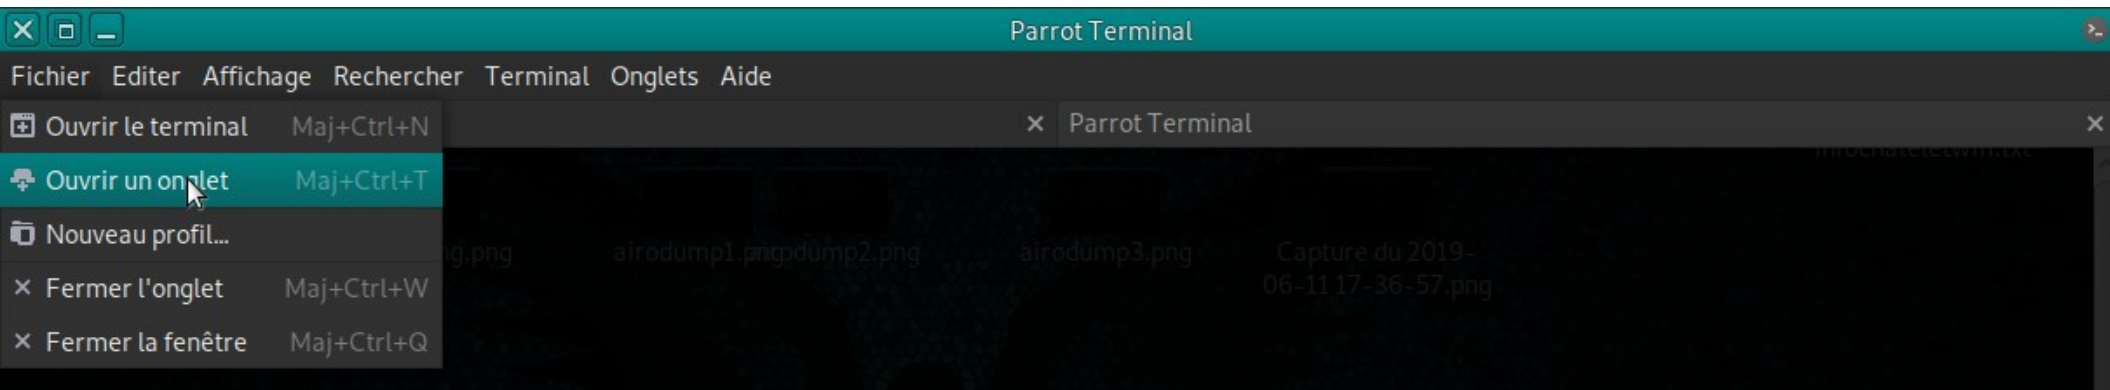 Parrot Terminal
Fichier Editer Affichage Rechercher Terminal Onglets Aide
Ouvrir le terminal Maj+Ctrl+N
Parrot Terminal
Ouvrir un onglet Maj+Ctrl+T
Nouveau profil...
Fermer l'onglet Maj+Ctrl+W
Fermer la fenêtre Maj+Ctrl+Q
ng.png airodump1.png airodump2.png airodump3.png Capture du 2019-
06-11 17-36-57.png